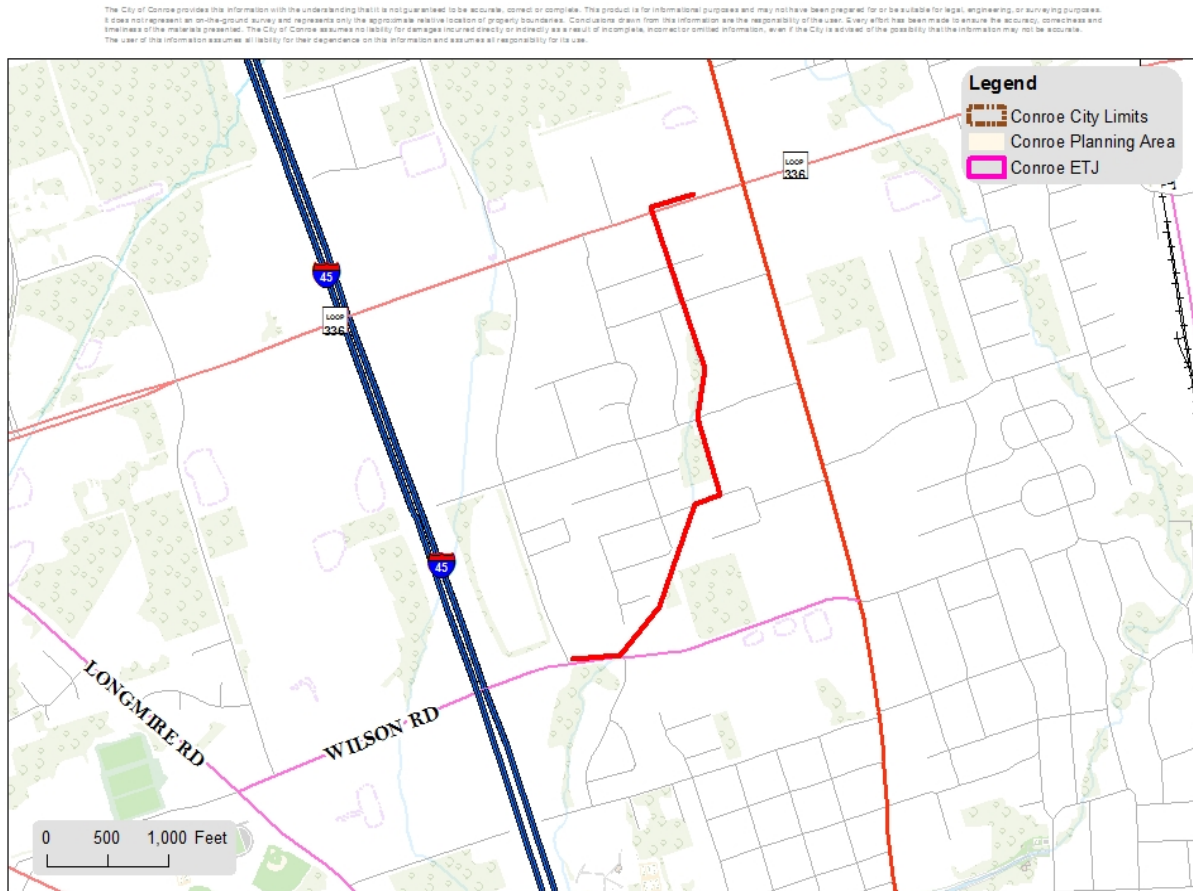 The City of Conroe provides this information with the understanding that it is not guaranteed to be accurate, correct or complete. This product is for informational purposes and may not have been prepared for or be suitable for legal, engineering, or surveying purposes.
It does not represent an on-the-ground survey and represents only the approximate relative location of property boundaries. Conclusions drawn from this information are the responsibility of the user. Every effort has been made to ensure the accuracy, correctness and
timeliness of the materials presented. The City of Conroe assumes no liability for damages incurred directly or indirectly as a result of incomplete, incorrect or omitted information, even if the City is advised of the possibility that the information may not be accurate.
The user of this information assumes all liability for their dependence on this information and assumes all responsibility for its use.
Legend
Conroe City Limits
Conroe Planning Area
Conroe ETJ
LOOP
336
45
LOOP
336
45
LONGMIRE RD
WILSON RD
0 500 1,000 Feet